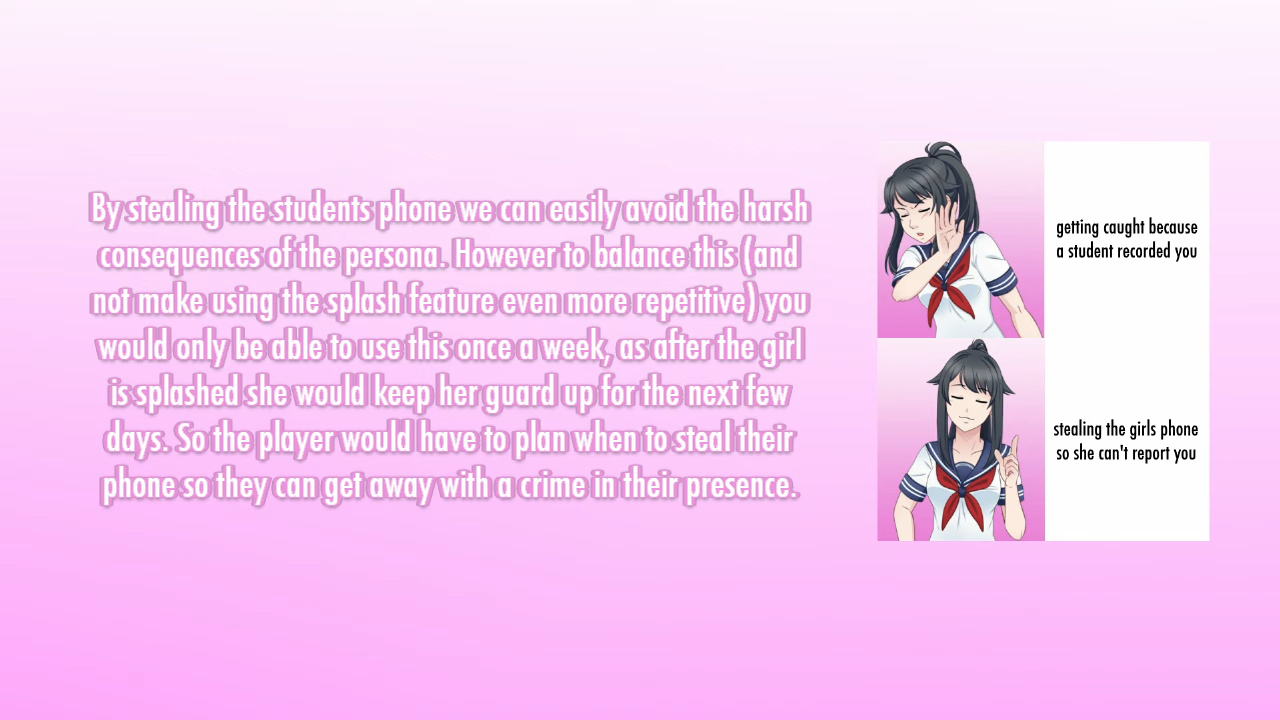 By stealing the students phone we can easily avoid the harsh
consequences of the persona. However to balance this (and
not make using the splash feature even more repetitive) you
would only be able to use this once a week, as after the girl
is splashed she would keep her guard up for the next few
days. So the player would have to plan when to steal their
phone so they can get away with a crime in their presence.
getting caught because
a student recorded you
stealing the girls phone
so she can't report you